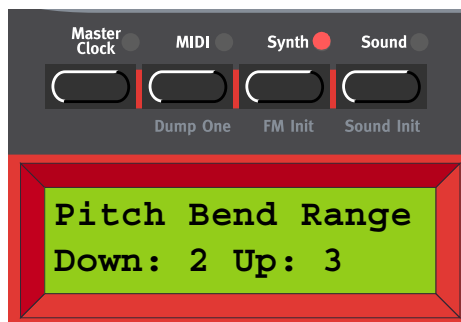 Master
Clock
MIDI
Synth
Sound
Dump One
FM Init
Sound Init
Pitch Bend Range
Down: 2 Up: 3